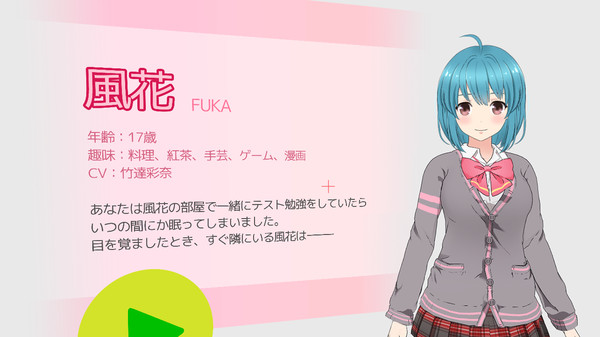 風花
FUKA
年齢：17歳
趣味：料理、紅茶、手芸、ゲーム、漫画
CV：竹達彩奈
あなたは風花の部屋で一緒にテスト勉強をしていたら
いつの間にか眠ってしまいました。
目を覚ましたとき、すぐ隣にいる風花は───